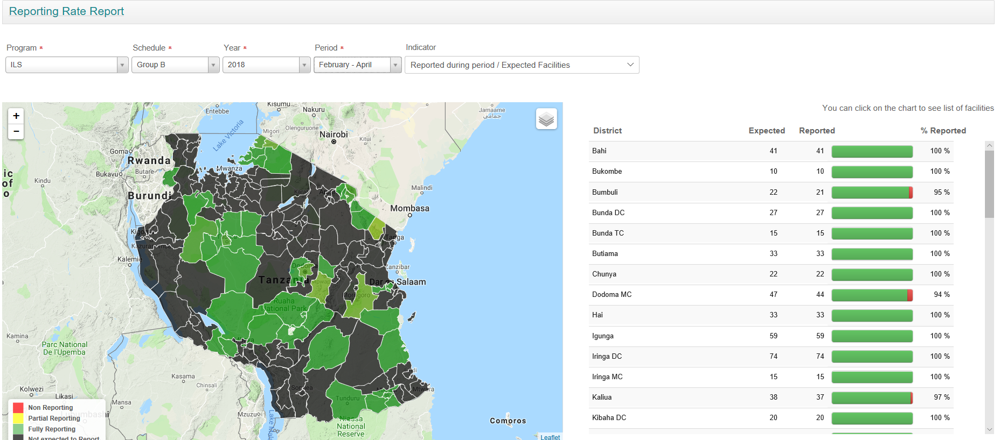 Reporting Rate Report
Program *
Schedule *
Year *
Period *
Indicator
ILS
Group B
2018
February - April
Reported during period / Expected Facilities
You can click on the chart to see list of facilities
District Expected Reported % Reported
Bahi 41 41 100 %
Bukombe 10 10 100 %
Bumbuli 22 21 95 %
Bunda DC 27 27 100 %
Bunda TC 15 15 100 %
Butiama 33 33 100 %
Chunya 22 22 100 %
Dodoma MC 47 44 94 %
Hai 33 33 100 %
Igunga 59 59 100 %
Iringa DC 74 74 100 %
Iringa MC 15 15 100 %
Kaliua 38 37 97 %
Kibaha DC 20 20 100 %
+
−
Kisumu
Entebbe
Nakuru
Jamaame
جمامي
Lake Victoria
Migori
Olenguruone
Nairobi
Kitui
Goma
Rwanda
Bukavu
Butare
Mwanza
ic
of
o
Kindu
Burundi
Malindi
Mombasa
Tanga
Kalemie
Zanzibar
Dodoma
Tanzania
Dar es Salaam
Morogoro
Ruaha
National Park
Kamina
Parc National
De L'Upemba
Mbeya
Kasama
Chinsali
Kolwezi
Likasi
Mansa
Lubumbashi
Songea
Mtwara
Tunduru
Mzuzu
Niassa
National
Reserve
Comoros
Non Reporting
Partial Reporting
Fully Reporting
Not expected to Report
Leaflet